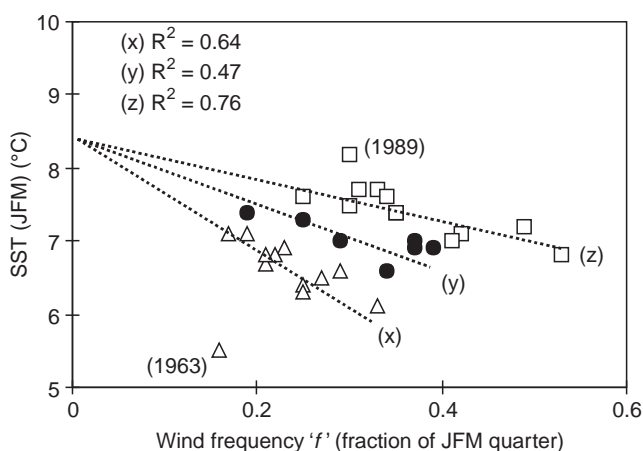 10
9
8
7
6
5
SST (JFM) (°C)
(x) R² = 0.64
(y) R² = 0.47
(z) R² = 0.76
(1989)
(z)
(y)
(x)
(1963)
0
0.2
0.4
0.6
Wind frequency ‘f’ (fraction of JFM quarter)